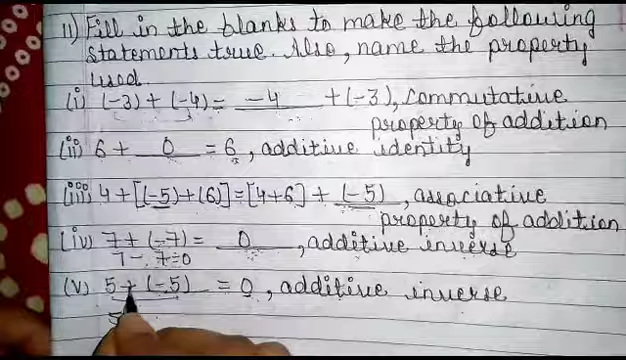 11) Fill in the blanks to make the following
statements true. Also, name the property
used
(i) (-3) + (-4) = -4 + (-3), commutative
property of addition
(ii) 6 + 0 = 6, additive identity
(iii) 4 + [(-5) + (6)] = [4+6] + (-5), associative
property of addition
(iv) 7 + (-7) = 0, additive inverse
7 - 7 = 0
(v) 5 + (-5) = 0, additive inverse